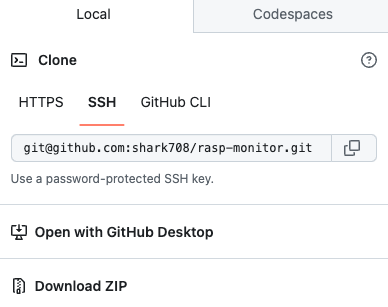 Local
Codespaces
Clone
HTTPS
SSH
GitHub CLI
git@github.com:shark708/rasp-monitor.git
Use a password-protected SSH key.
Open with GitHub Desktop
Download ZIP